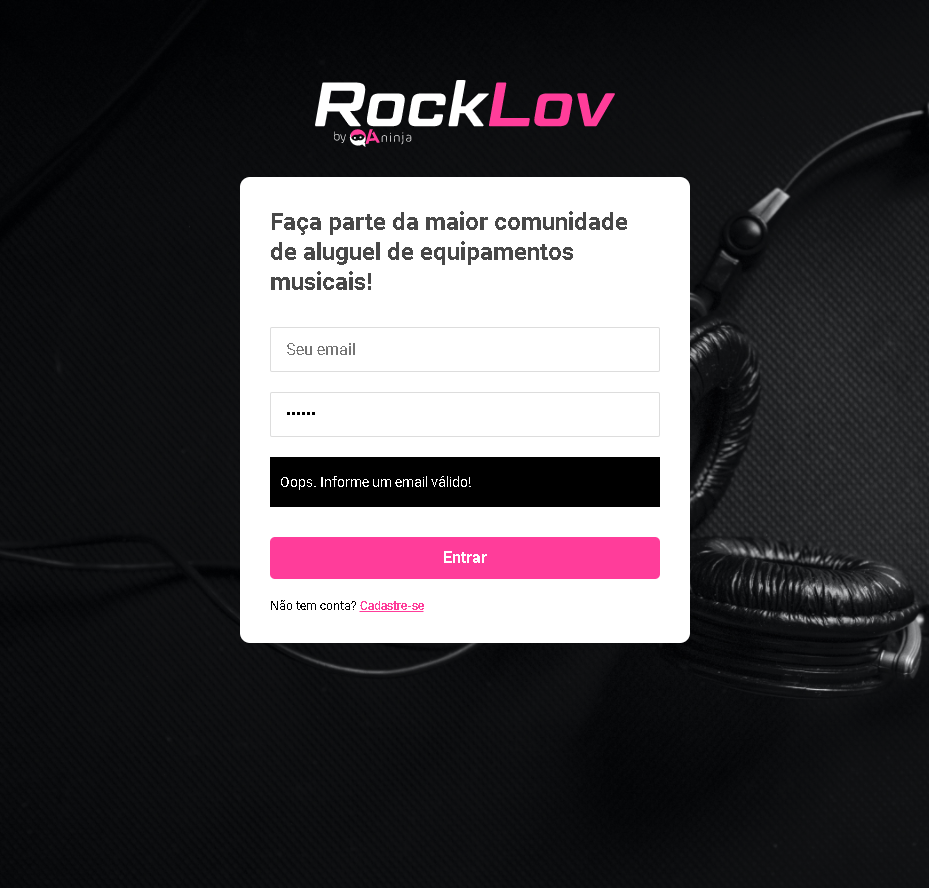 RockLov
by QAninja
Faça parte da maior comunidade
de aluguel de equipamentos
musicais!
Seu email
••••••
Oops. Informe um email válido!
Entrar
Não tem conta? Cadastre-se